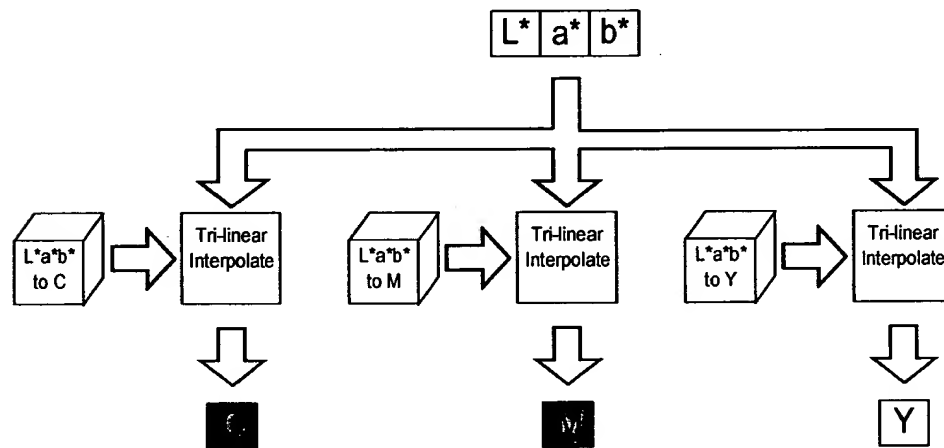 L* a* b*
L*a*b*
to C
Tri-linear
Interpolate
L*a*b*
to M
Tri-linear
Interpolate
L*a*b*
to Y
Tri-linear
Interpolate
C
M
Y